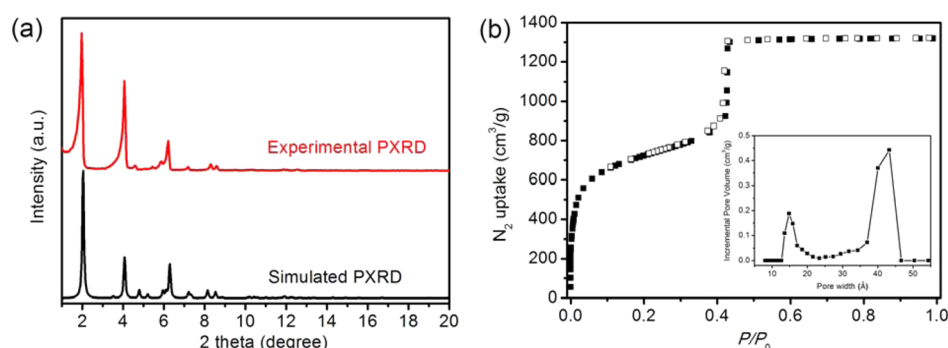 (a)
Intensity (a.u.)
Experimental PXRD
Simulated PXRD
2 4 6 8 10 12 14 16 18 20
2 theta (degree)
(b)
N2 uptake (cm3/g)
1400
1200
1000
800
600
400
200
0
0.0 0.2 0.4 0.6 0.8 1.0
P/P0
Incremental Pore Volume (cm3/g)
0.5
0.4
0.3
0.2
0.1
0.0
10 20 30 40 50
Pore width (Å)